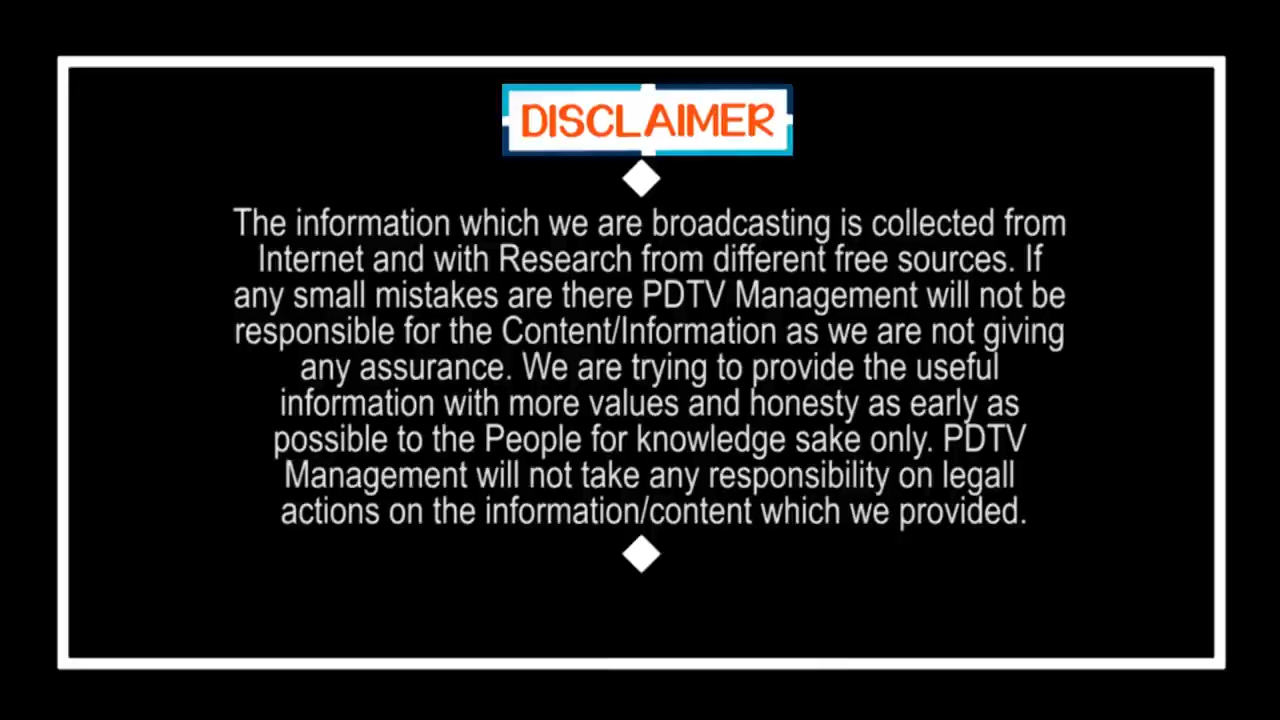 DISCLAIMER
The information which we are broadcasting is collected from
Internet and with Research from different free sources. If
any small mistakes are there PDTV Management will not be
responsible for the Content/Information as we are not giving
any assurance. We are trying to provide the useful
information with more values and honesty as early as
possible to the People for knowledge sake only. PDTV
Management will not take any responsibility on legall
actions on the information/content which we provided.